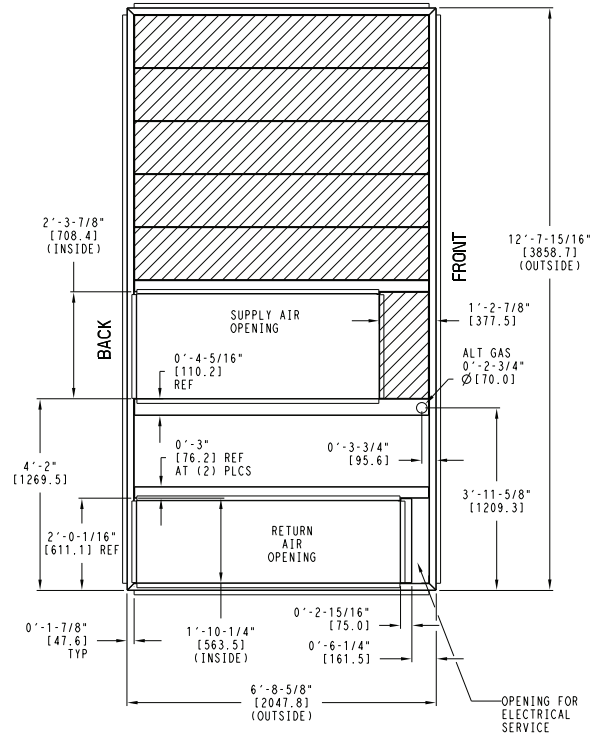 2'-3-7/8"
[708.4]
(INSIDE)
12'-7-15/16"
[3858.7]
(OUTSIDE)
FRONT
BACK
SUPPLY AIR
OPENING
1'-2-7/8"
[377.5]
0'-4-5/16"
[110.2]
REF
ALT GAS
0'-2-3/4"
Ø[70.0]
0'-3"
[76.2] REF
AT (2) PLCS
0'-3-3/4"
[95.6]
4'-2"
[1269.5]
3'-11-5/8"
[1209.3]
2'-0-1/16"
[611.1] REF
RETURN
AIR
OPENING
0'-1-7/8"
[47.6]
TYP
1'-10-1/4"
[563.5]
(INSIDE)
0'-2-15/16"
[75.0]
0'-6-1/4"
[161.5]
6'-8-5/8"
[2047.8]
(OUTSIDE)
OPENING FOR
ELECTRICAL
SERVICE